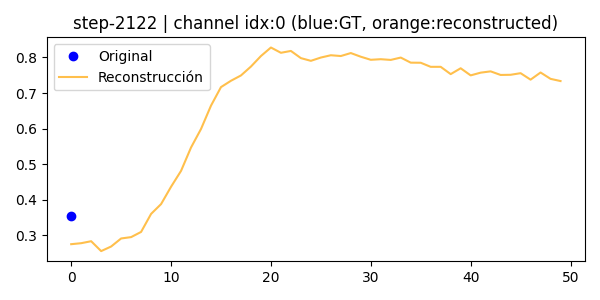 step-2122 | channel idx:0 (blue:GT, orange:reconstructed)
Original
Reconstrucción
0.8
0.7
0.6
0.5
0.4
0.3
0 10 20 30 40 50